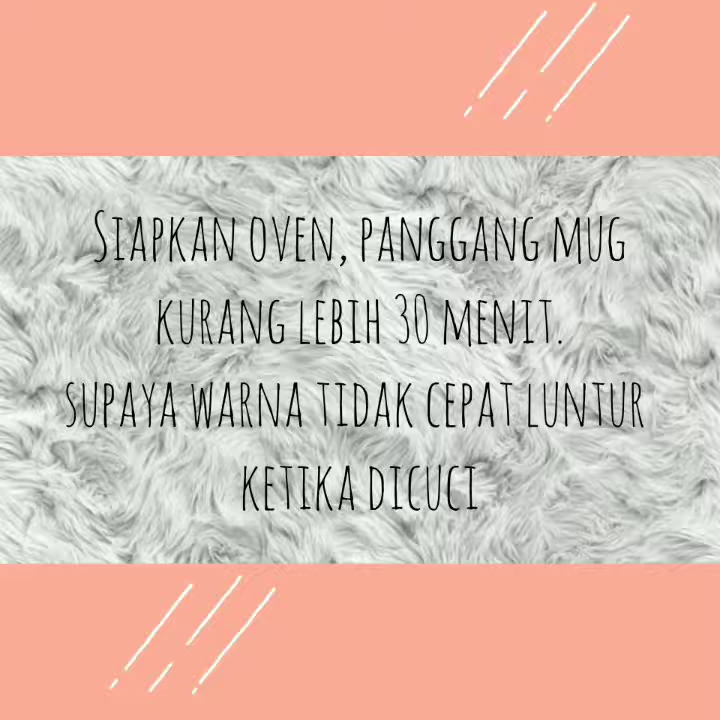 Siapkan oven, panggang mug
kurang lebih 30 menit.
supaya warna tidak cepat luntur
ketika dicuci